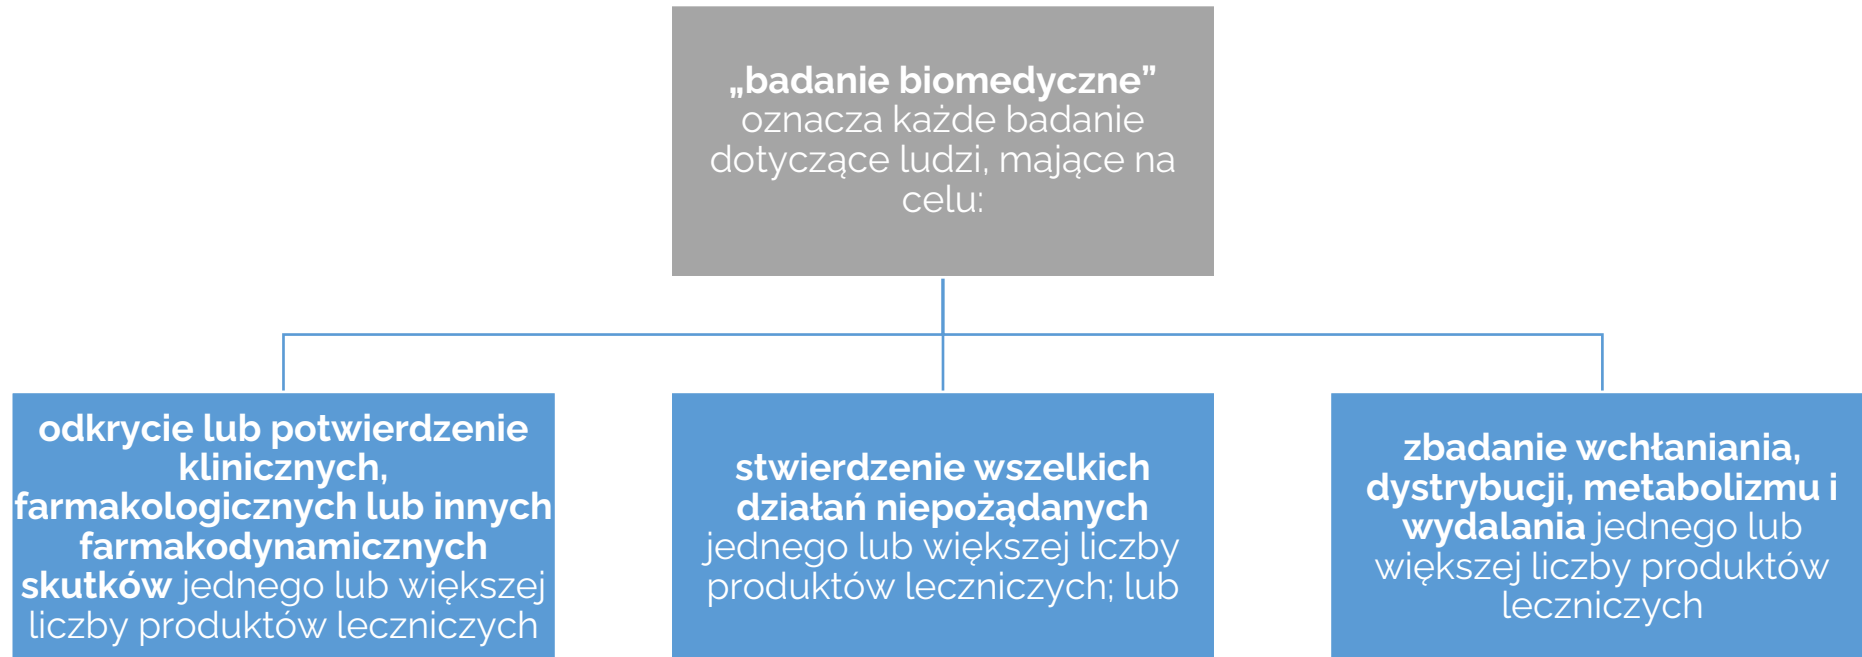 „badanie biomedyczne”
oznacza każde badanie
dotyczące ludzi, mające na
celu:
odkrycie lub potwierdzenie
klinicznych,
farmakologicznych lub innych
farmakodynamicznych
skutków jednego lub większej
liczby produktów leczniczych
stwierdzenie wszelkich
działań niepożądanych
jednego lub większej liczby
produktów leczniczych; lub
zbadanie wchłaniania,
dystrybucji, metabolizmu i
wydalania jednego lub
większej liczby produktów
leczniczych